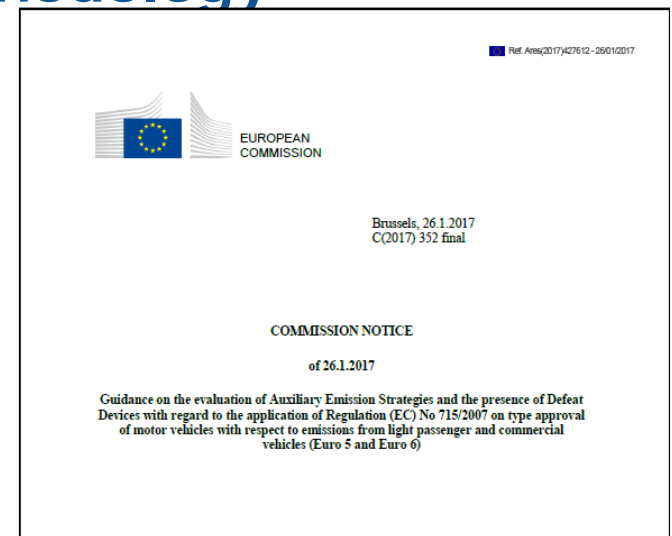 Ref. Ares(2017)427612 - 26/01/2017
EUROPEAN
COMMISSION
Brussels, 26.1.2017
C(2017) 352 final
COMMISSION NOTICE
of 26.1.2017
Guidance on the evaluation of Auxiliary Emission Strategies and the presence of Defeat
Devices with regard to the application of Regulation (EC) No 715/2007 on type approval
of motor vehicles with respect to emissions from light passenger and commercial
vehicles (Euro 5 and Euro 6)